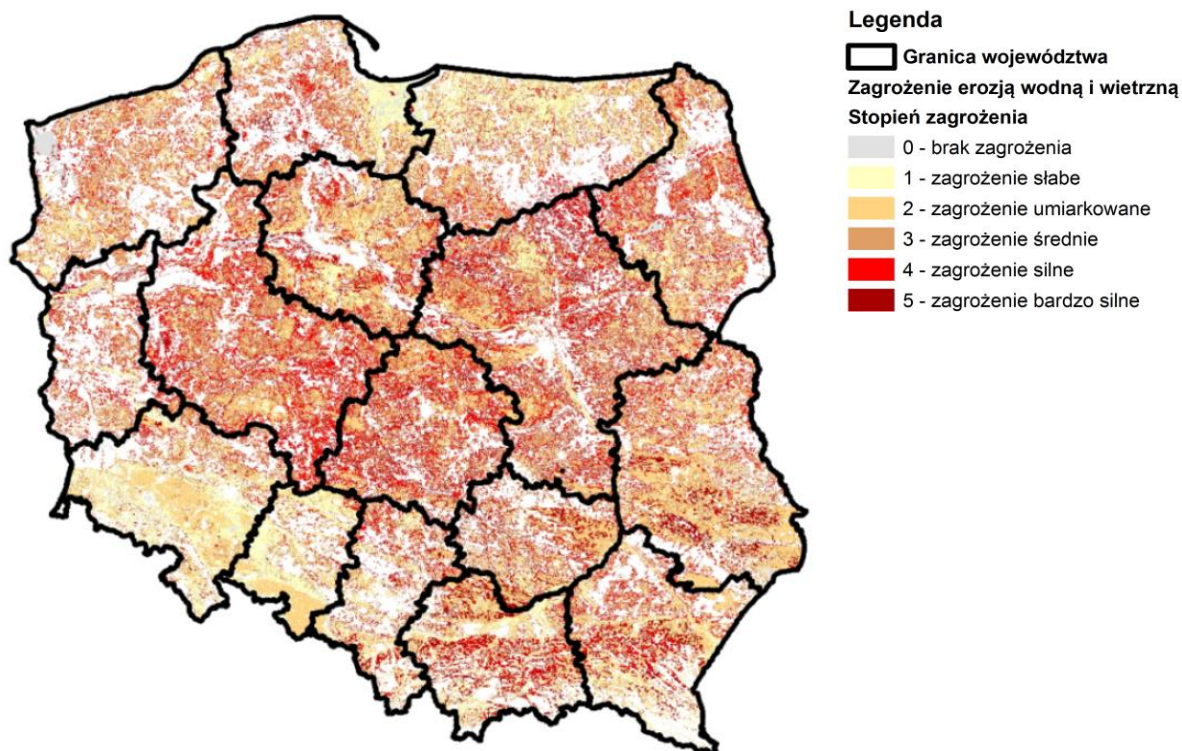 Legenda
Granica województwa
Zagrożenie erozją wodną i wietrzną
Stopień zagrożenia
0 - brak zagrożenia
1 - zagrożenie słabe
2 - zagrożenie umiarkowane
3 - zagrożenie średnie
4 - zagrożenie silne
5 - zagrożenie bardzo silne